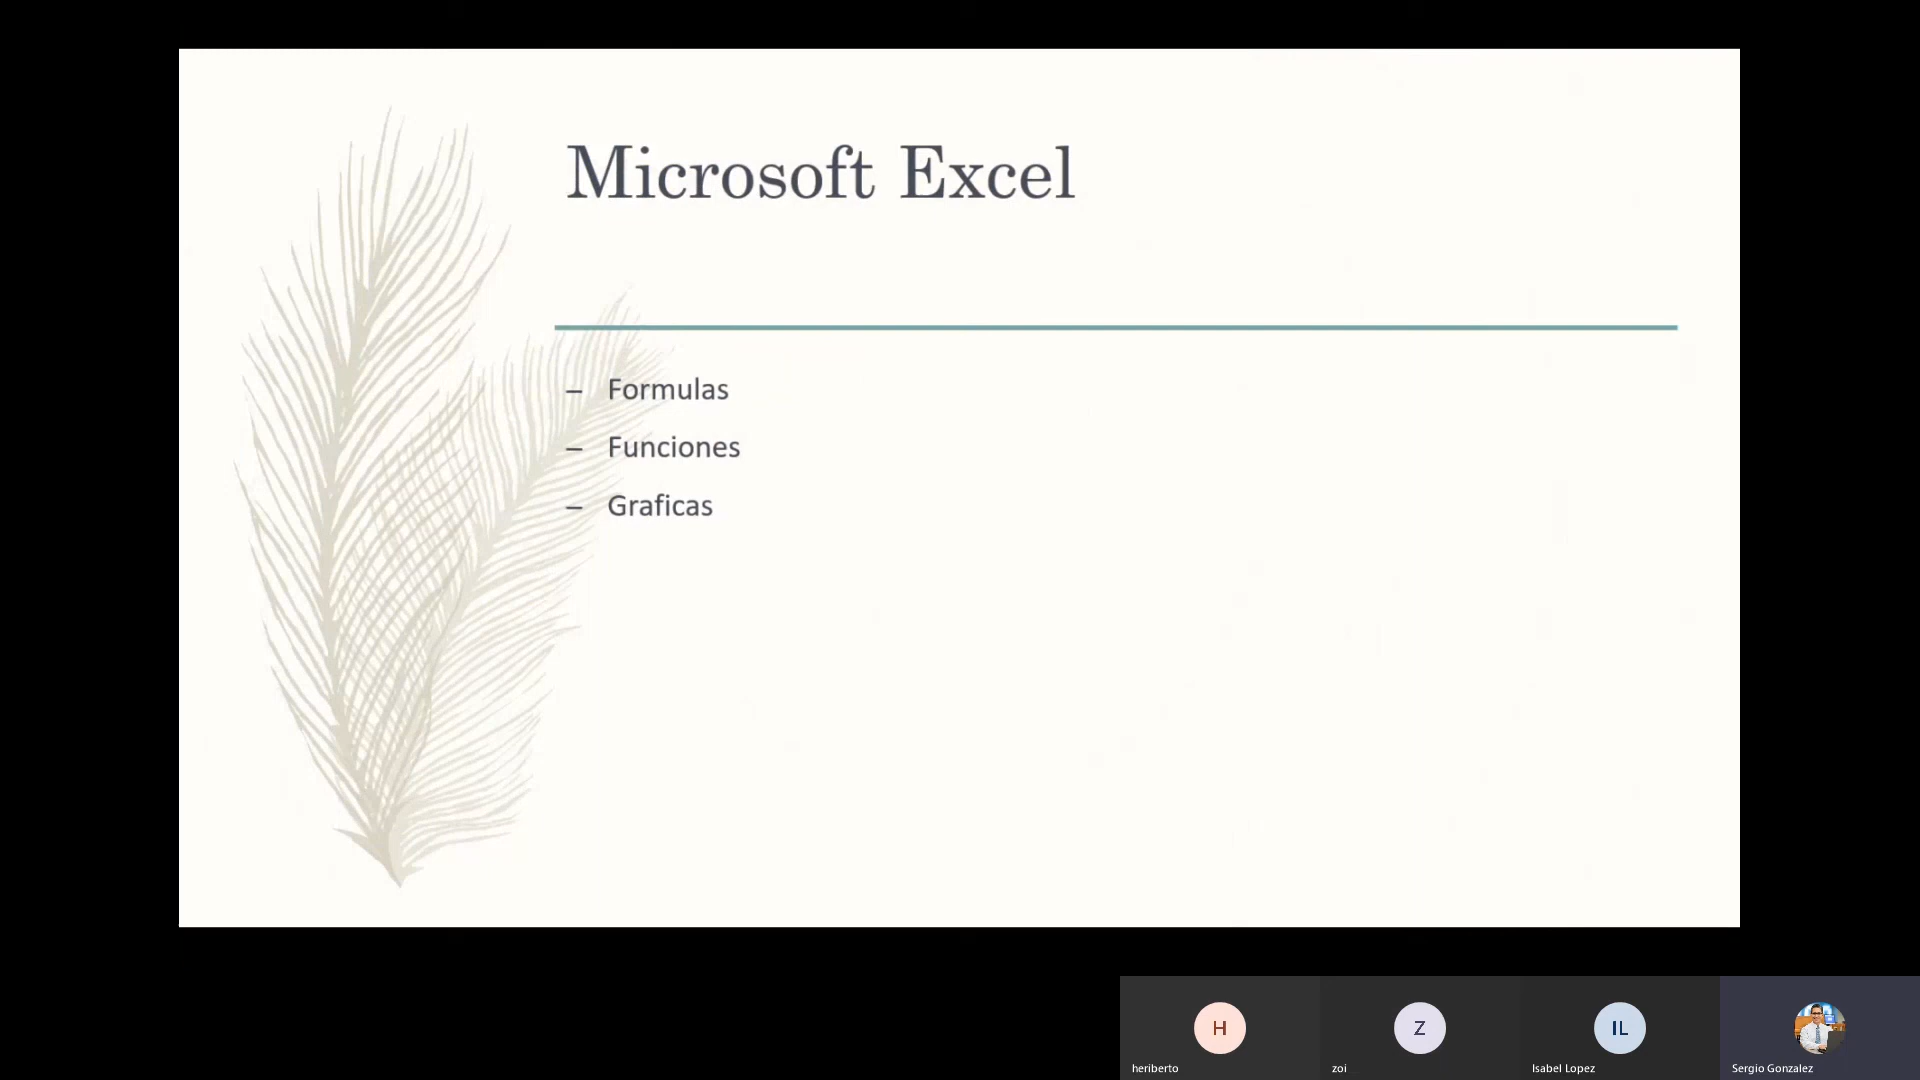 Microsoft Excel
– Formulas
– Funciones
– Graficas
H
Z
IL
heriberto
zoi
Isabel Lopez
Sergio Gonzalez